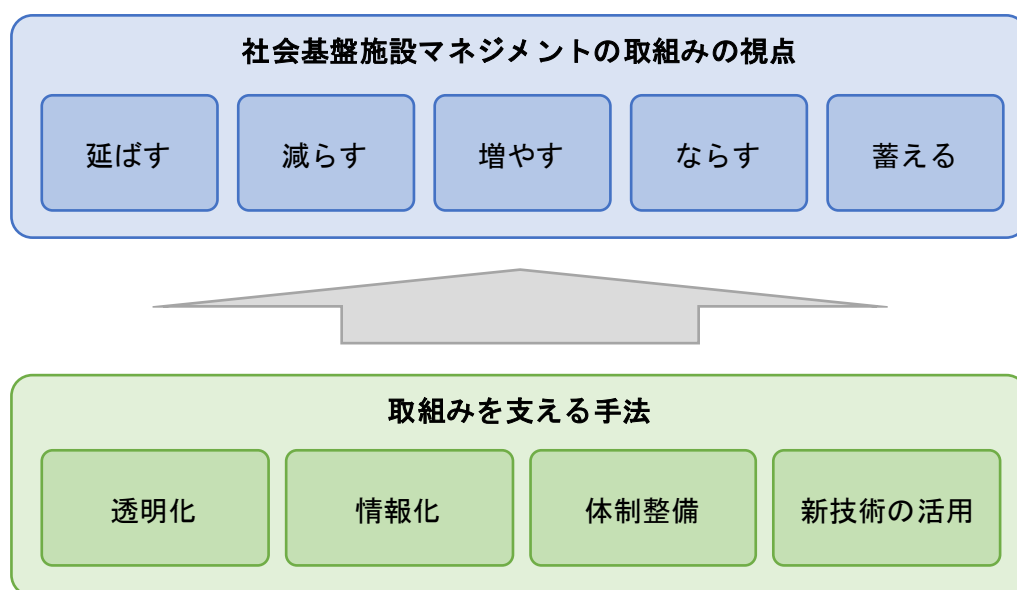 社会基盤施設マネジメントの取組みの視点
延ばす
減らす
増やす
ならす
蓄える
取組みを支える手法
透明化
情報化
体制整備
新技術の活用